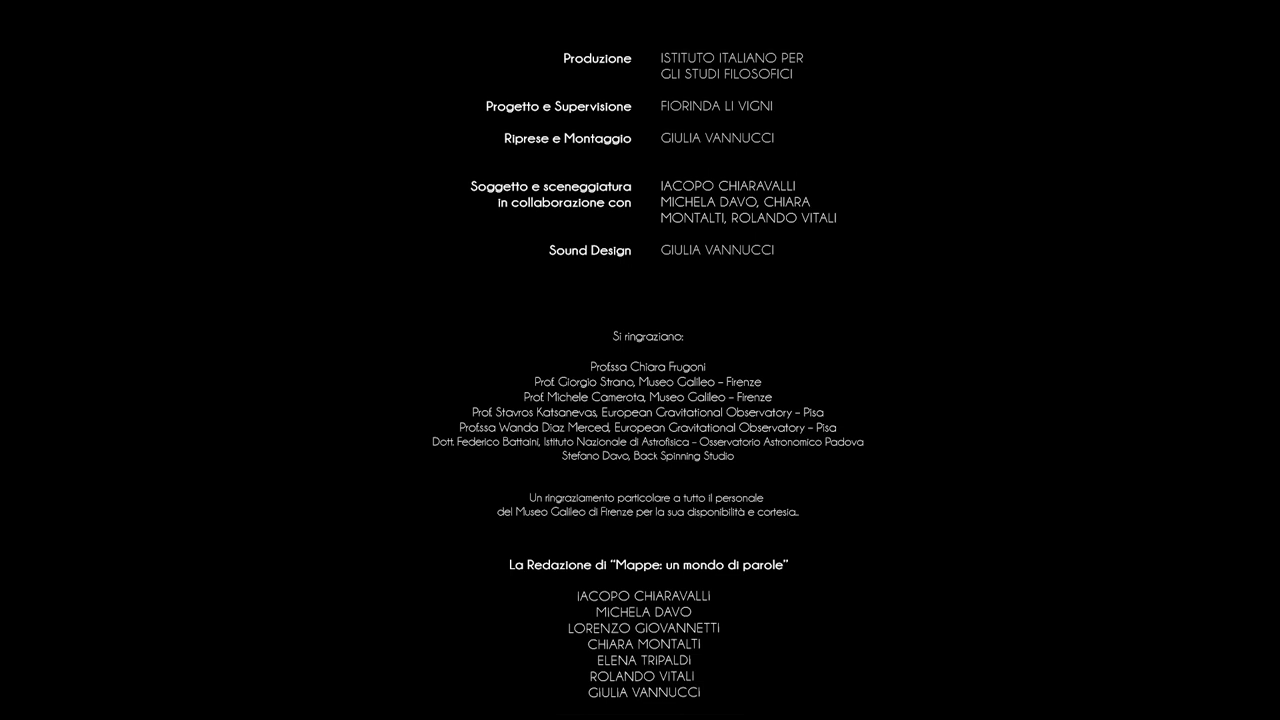 Produzione ISTITUTO ITALIANO PER
GLI STUDI FILOSOFICI
Progetto e Supervisione FIORINDA LI VIGNI
Riprese e Montaggio GIULIA VANNUCCI
Soggetto e sceneggiatura IACOPO CHIARAVALLI
in collaborazione con MICHELA DAVO, CHIARA
MONTALTI, ROLANDO VITALI
Sound Design GIULIA VANNUCCI
Si ringraziano:
Prof.ssa Chiara Frugoni
Prof. Giorgio Strano, Museo Galileo – Firenze
Prof. Michele Camerota, Museo Galileo – Firenze
Prof. Stavros Katsanevas, European Gravitational Observatory – Pisa
Prof.ssa Wanda Diaz Merced, European Gravitational Observatory – Pisa
Dott. Federico Battaini, Istituto Nazionale di Astrofisica – Osservatorio Astronomico Padova
Stefano Davo, Back Spinning Studio
Un ringraziamento particolare a tutto il personale
del Museo Galileo di Firenze per la sua disponibilità e cortesia..
La Redazione di “Mappe: un mondo di parole”
IACOPO CHIARAVALLI
MICHELA DAVO
LORENZO GIOVANNETTI
CHIARA MONTALTI
ELENA TRIPALDI
ROLANDO VITALI
GIULIA VANNUCCI